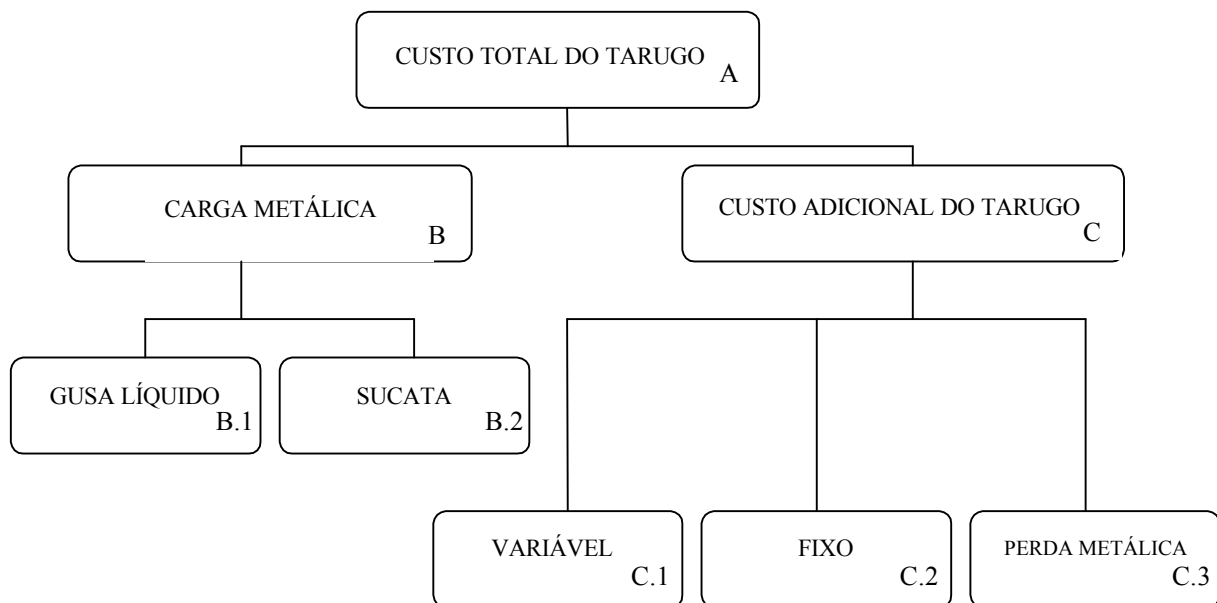 CUSTO TOTAL DO TARUGO
A
CARGA METÁLICA
B
CUSTO ADICIONAL DO TARUGO
C
GUSA LÍQUIDO
B.1
SUCATA
B.2
VARIÁVEL
C.1
FIXO
C.2
PERDA METÁLICA
C.3